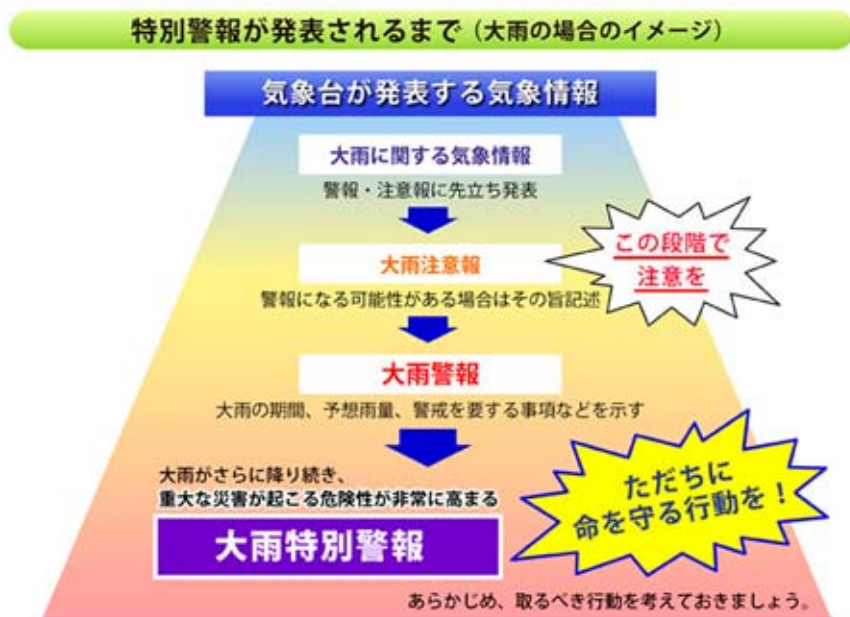 特別警報が発表されるまで（大雨の場合のイメージ）
気象台が発表する気象情報
大雨に関する気象情報
警報・注意報に先立ち発表
大雨注意報
この段階で
注意を
警報になる可能性がある場合はその旨記述
大雨警報
大雨の期間、予想雨量、警戒を要する事項などを示す
大雨がさらに降り続き、
重大な災害が起こる危険性が非常に高まる
大雨特別警報
ただちに
命を守る行動を！
あらかじめ、取るべき行動を考えておきましょう。